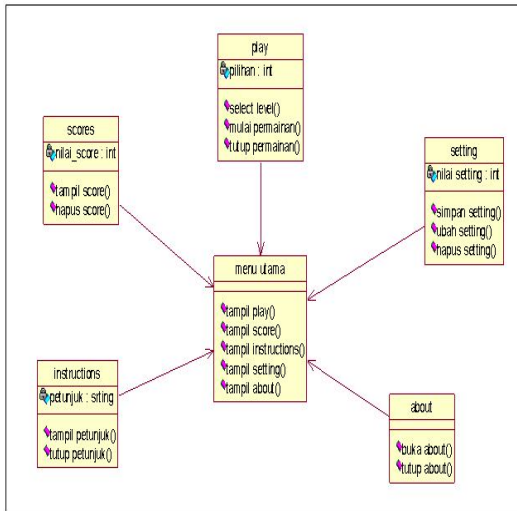 play
pilihan : int
select level()
mulai permainan()
tutup permainan()
scores
nilai_score : int
tampil score()
hapus score()
setting
nilai setting : int
simpan setting()
ubah setting()
hapus setting()
menu utama
tampil play()
tampil score()
tampil instructions()
tampil setting()
tampil about()
instructions
petunjuk : srting
tampil petunjuk()
tutup petunjuk()
about
buka about()
tutup about()